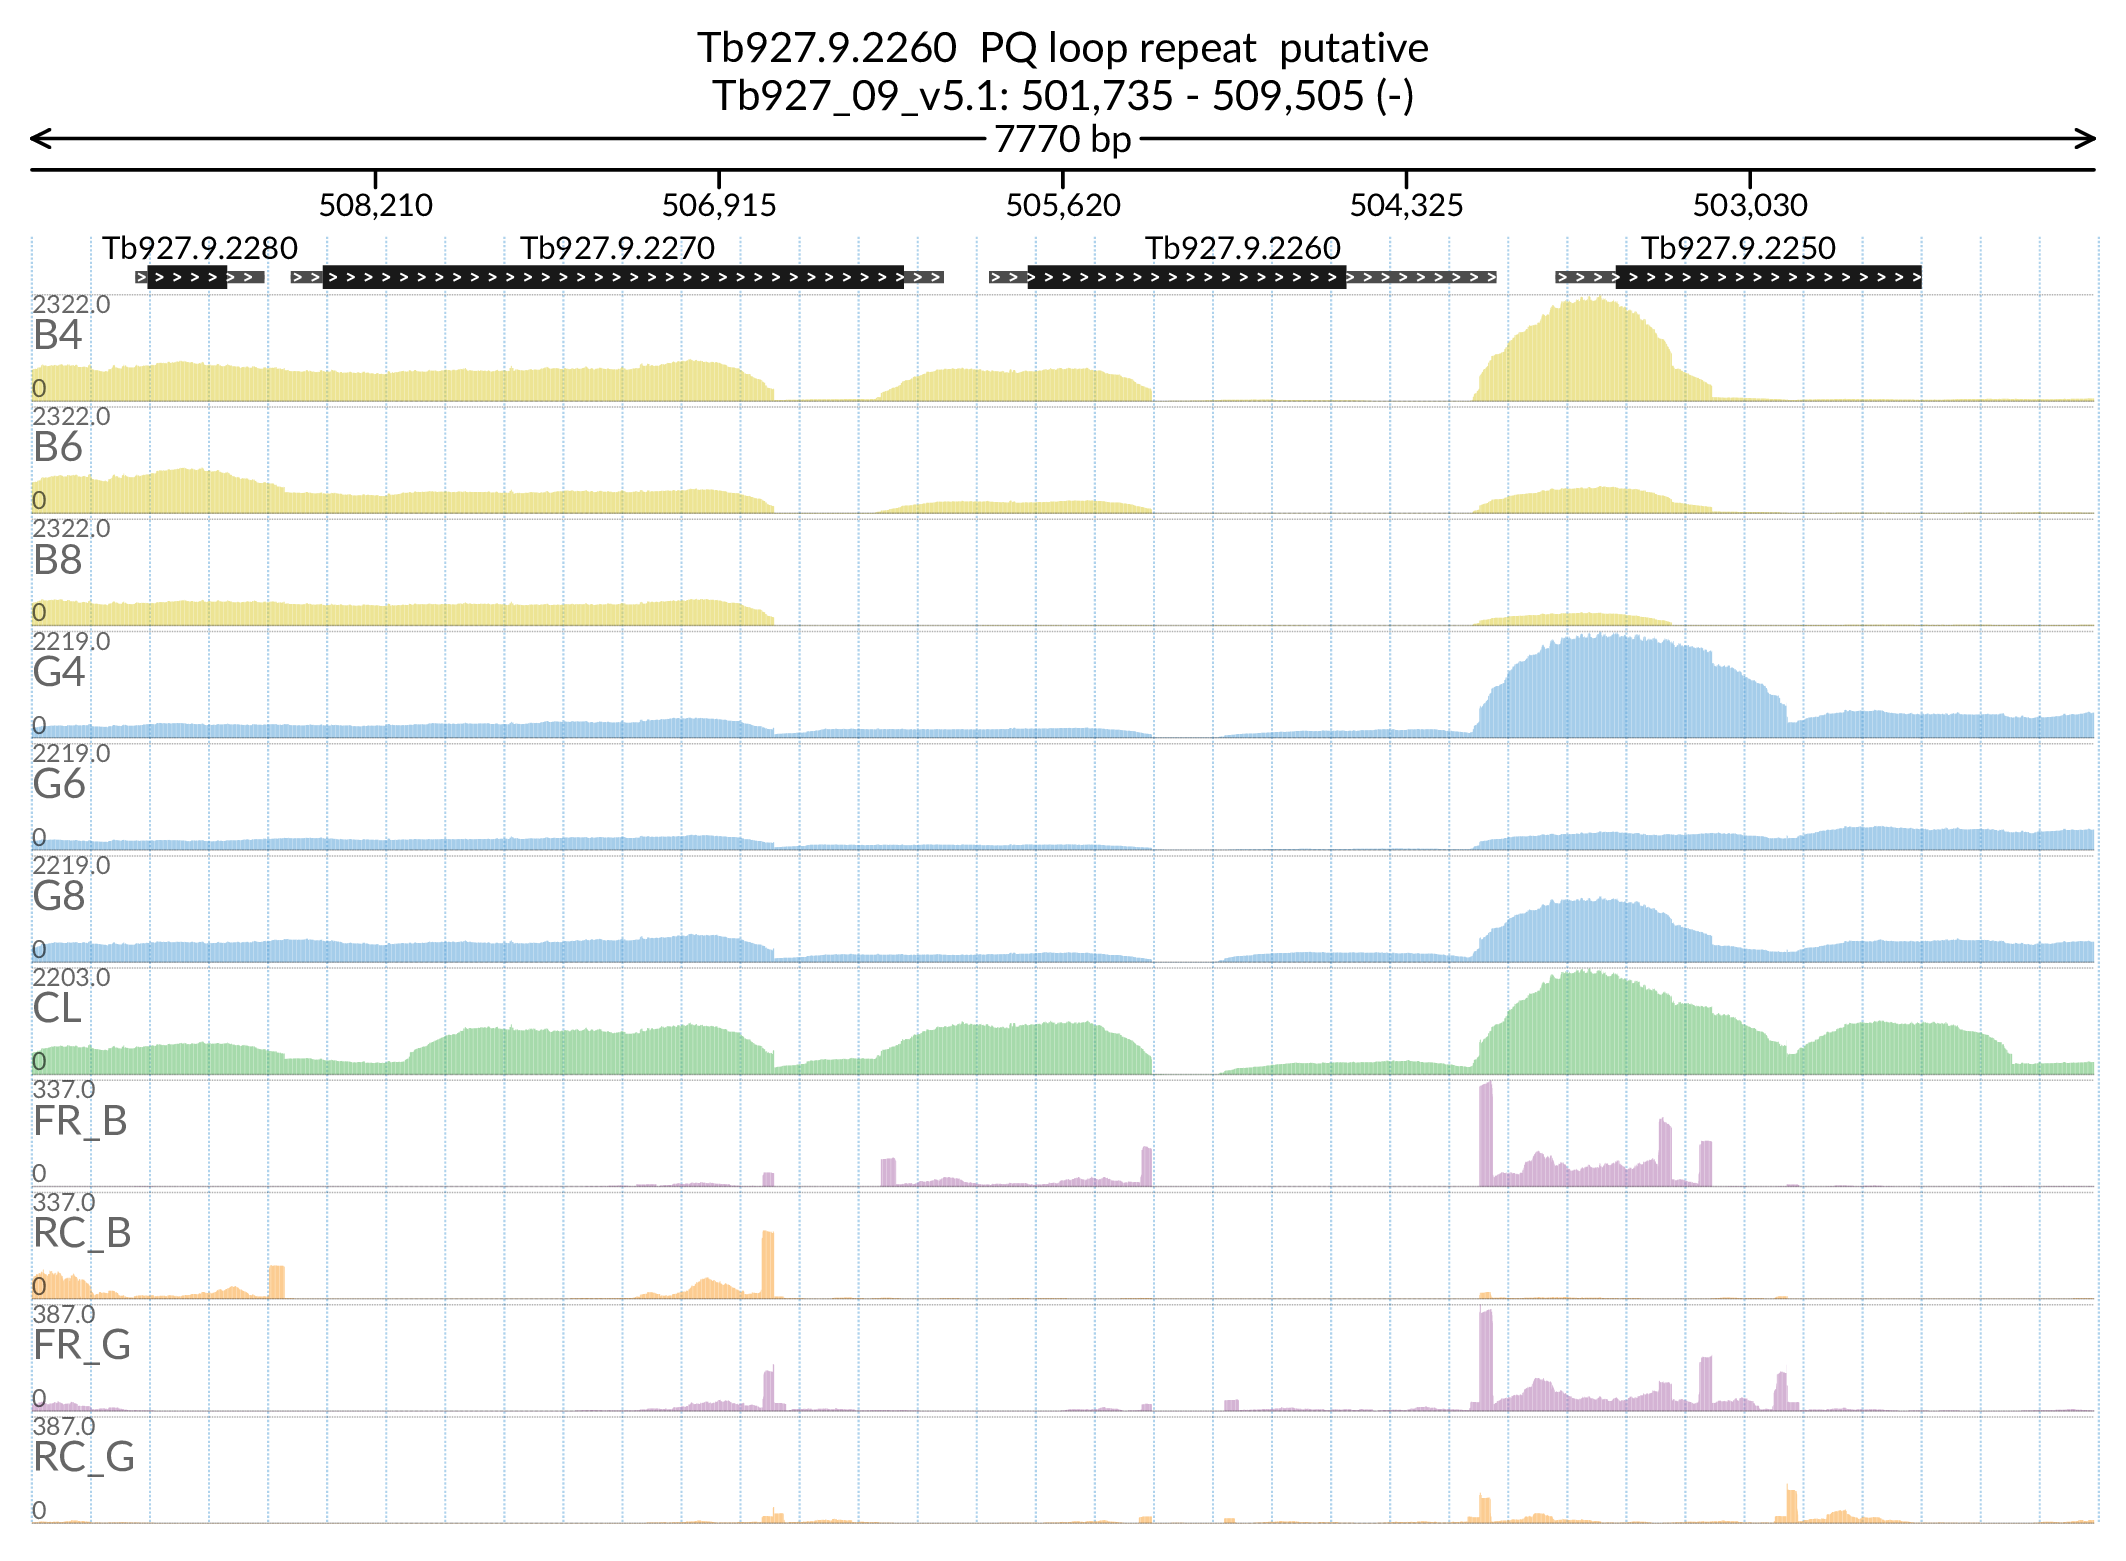 Tb927.9.2260 PQ loop repeat putative
Tb927_09_v5.1: 501,735 - 509,505 (-)
7770 bp
508,210 506,915 505,620 504,325 503,030
Tb927.9.2280 Tb927.9.2270 Tb927.9.2260 Tb927.9.2250
2322.0
B4
0
2322.0
B6
0
2322.0
B8
0
2219.0
G4
0
2219.0
G6
0
2219.0
G8
0
2203.0
CL
0
337.0
FR_B
0
337.0
RC_B
0
387.0
FR_G
0
387.0
RC_G
0